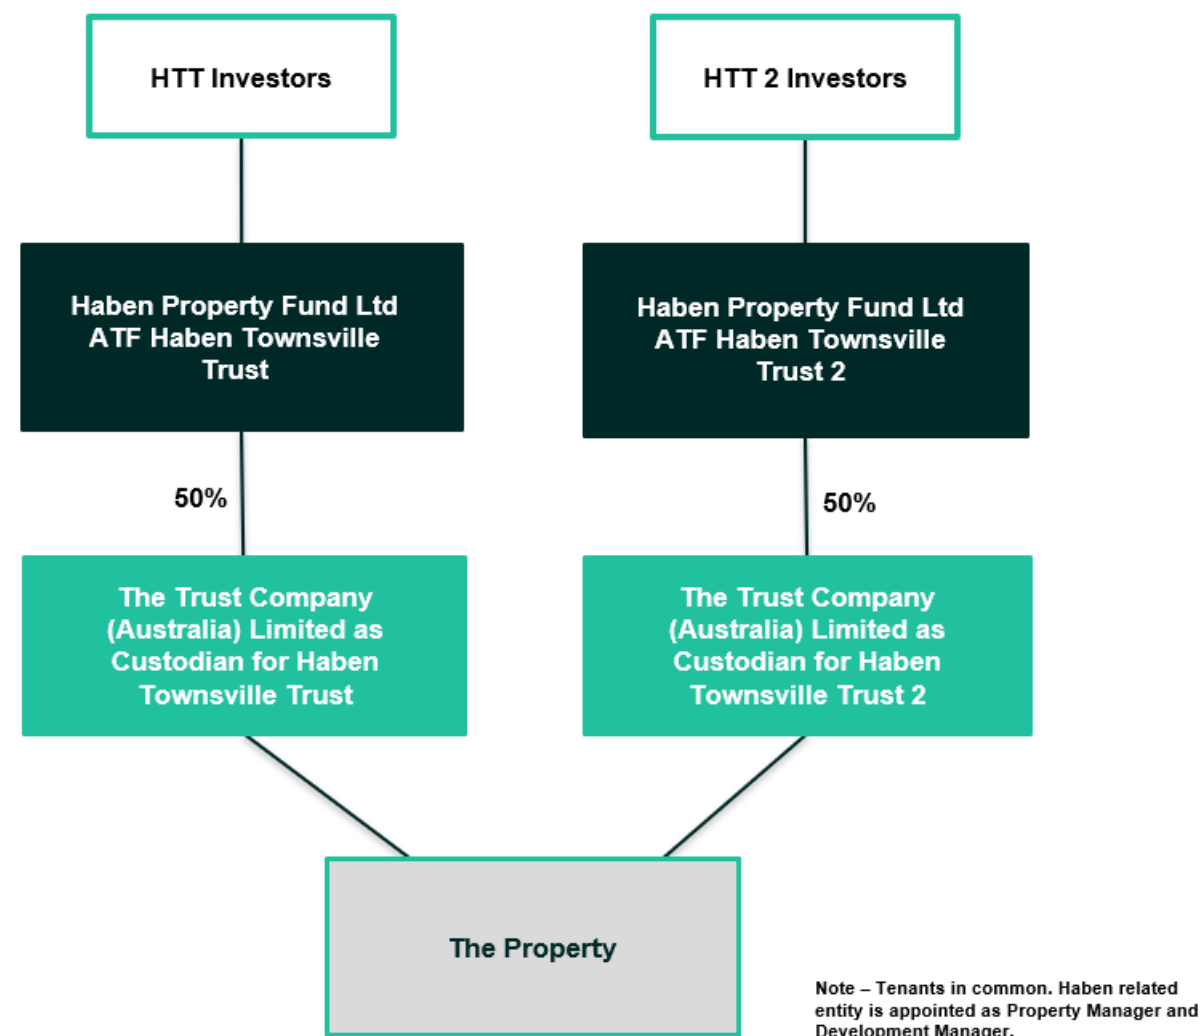 HTT Investors
HTT 2 Investors
Haben Property Fund Ltd
ATF Haben Townsville
Trust
Haben Property Fund Ltd
ATF Haben Townsville
Trust 2
50%
50%
The Trust Company
(Australia) Limited as
Custodian for Haben
Townsville Trust
The Trust Company
(Australia) Limited as
Custodian for Haben
Townsville Trust 2
The Property
Note – Tenants in common. Haben related
entity is appointed as Property Manager and
Development Manager.